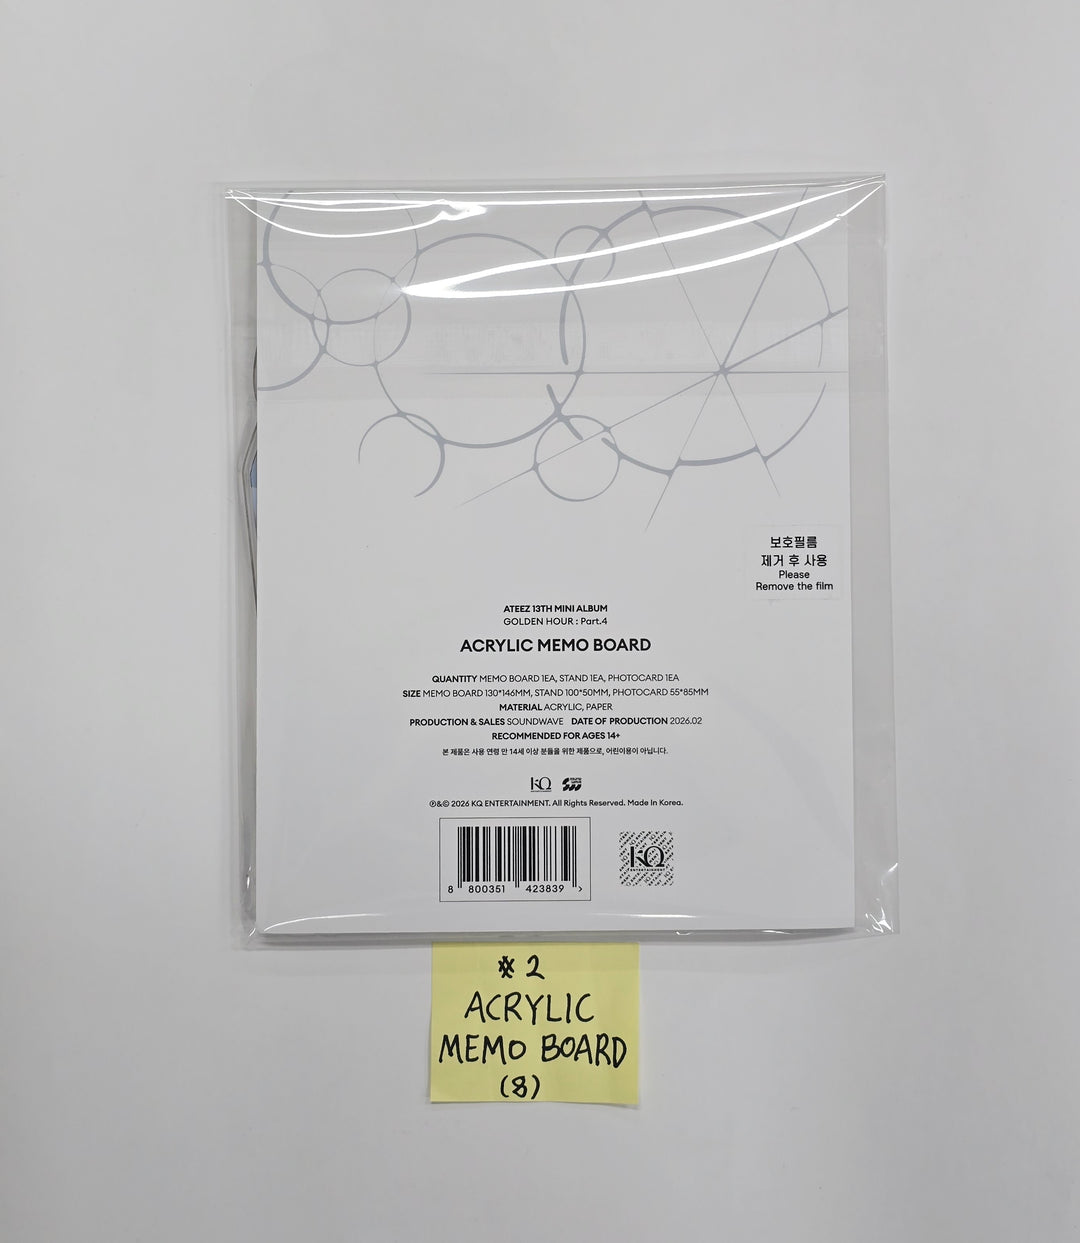 보호필름
제거 후 사용
Please
Remove the film
ATEEZ 13TH MINI ALBUM
GOLDEN HOUR : Part.4
ACRYLIC MEMO BOARD
QUANTITY MEMO BOARD 1EA, STAND 1EA, PHOTOCARD 1EA
SIZE MEMO BOARD 130*146MM, STAND 100*50MM, PHOTOCARD 55*85MM
MATERIAL ACRYLIC, PAPER
PRODUCTION & SALES SOUNDWAVE DATE OF PRODUCTION 2026.02
RECOMMENDED FOR AGES 14+
본 제품은 사용 연령 만 14세 이상 분들을 위한 제품으로, 어린이용이 아닙니다.
KQ
℗&© 2026 KQ ENTERTAINMENT. All Rights Reserved. Made In Korea.
8 800351 423839 >
KQ
ENTERTAINMENT
#2
ACRYLIC
MEMO BOARD
(8)